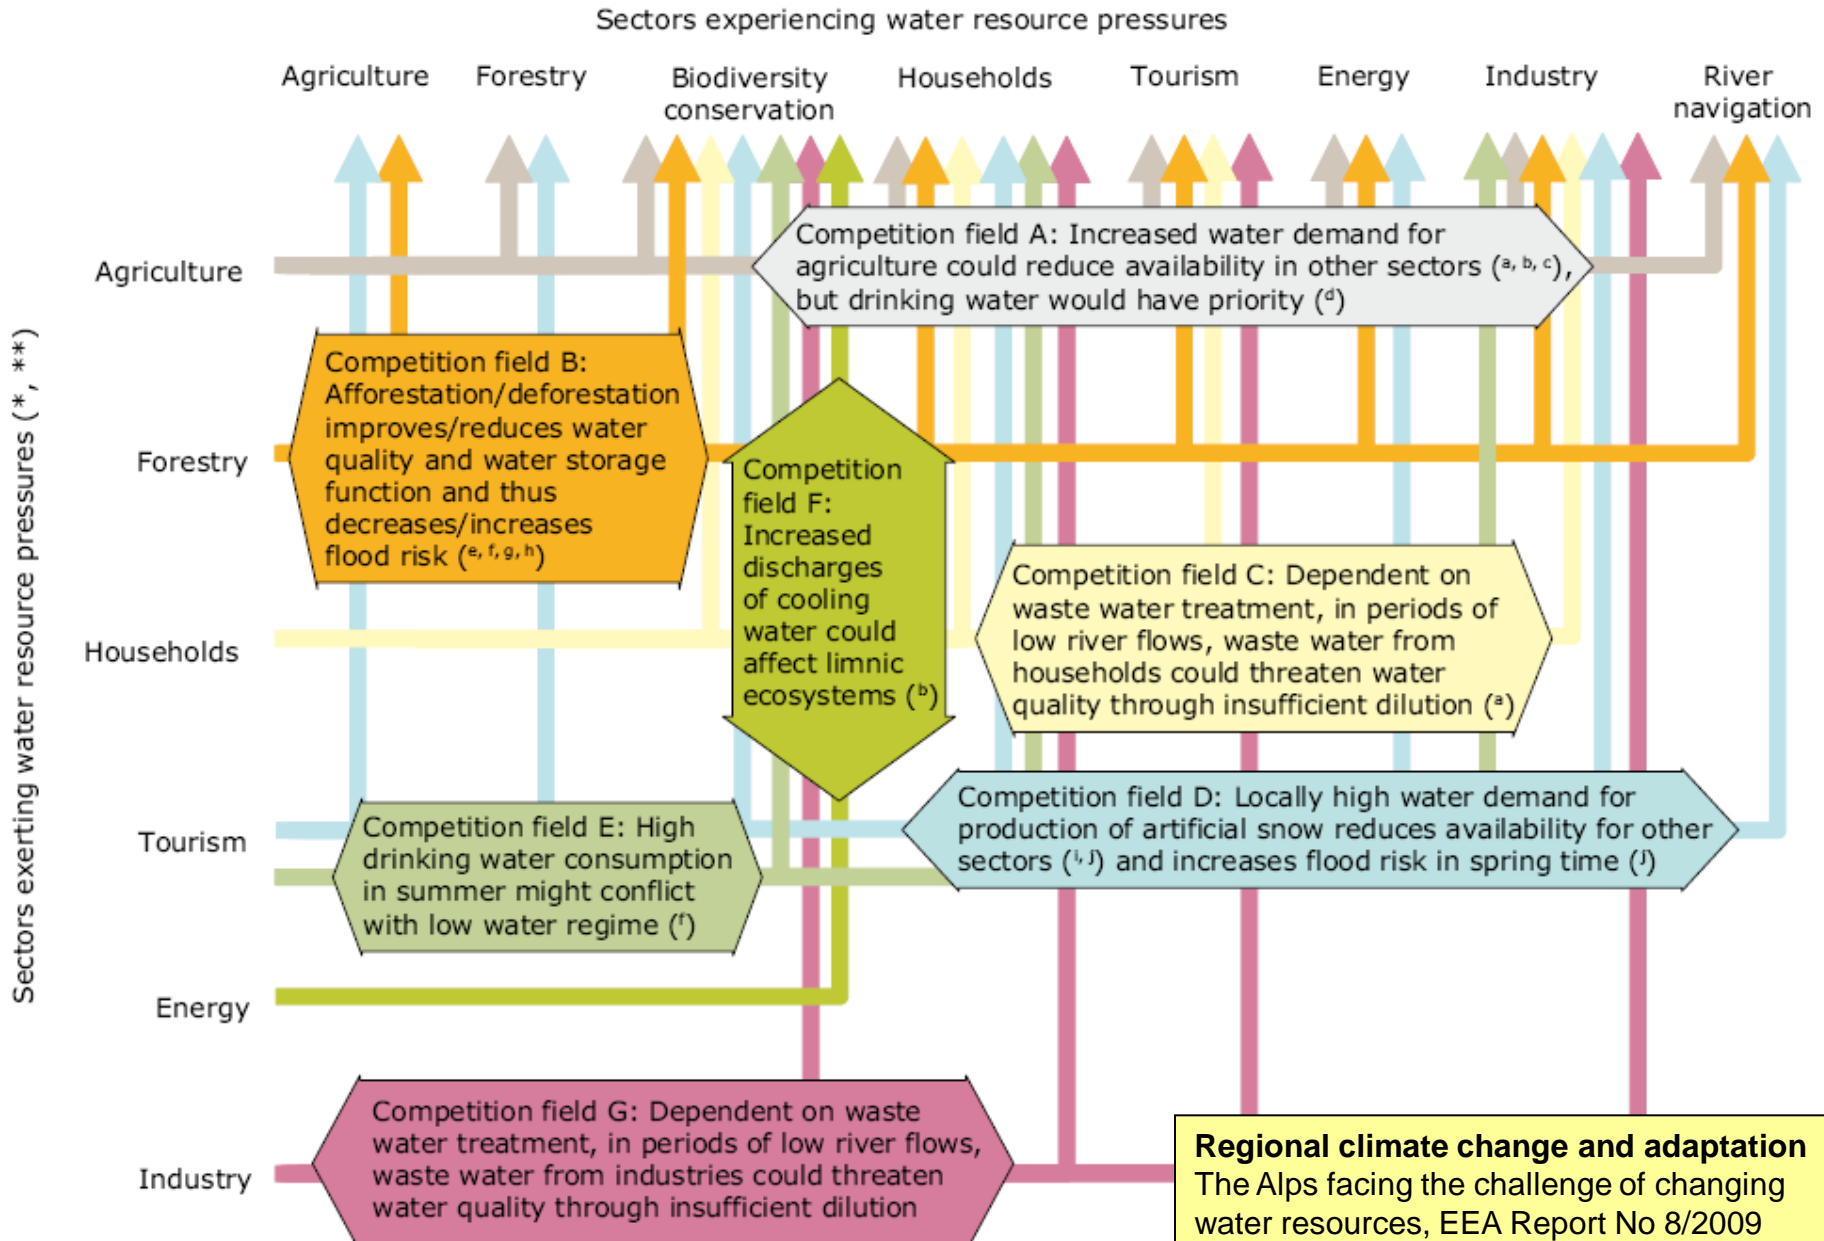 Sectors experiencing water resource pressures
Agriculture
Forestry
Biodiversity
conservation
Households
Tourism
Energy
Industry
River
navigation
Sectors exerting water resource pressures (*, **)
Agriculture
Competition field A: Increased water demand for
agriculture could reduce availability in other sectors (a, b, c),
but drinking water would have priority (d)
Forestry
Competition field B:
Afforestation/deforestation
improves/reduces water
quality and water storage
function and thus
decreases/increases
flood risk (e, f, g, h)
Competition
field F:
Increased
discharges
of cooling
water could
affect limnic
ecosystems (b)
Households
Competition field C: Dependent on
waste water treatment, in periods of
low river flows, waste water from
households could threaten water
quality through insufficient dilution (a)
Tourism
Competition field D: Locally high water demand for
production of artificial snow reduces availability for other
sectors (i, j) and increases flood risk in spring time (j)
Competition field E: High
drinking water consumption
in summer might conflict
with low water regime (f)
Energy
Industry
Competition field G: Dependent on waste
water treatment, in periods of low river flows,
waste water from industries could threaten
water quality through insufficient dilution
Regional climate change and adaptation
The Alps facing the challenge of changing
water resources, EEA Report No 8/2009